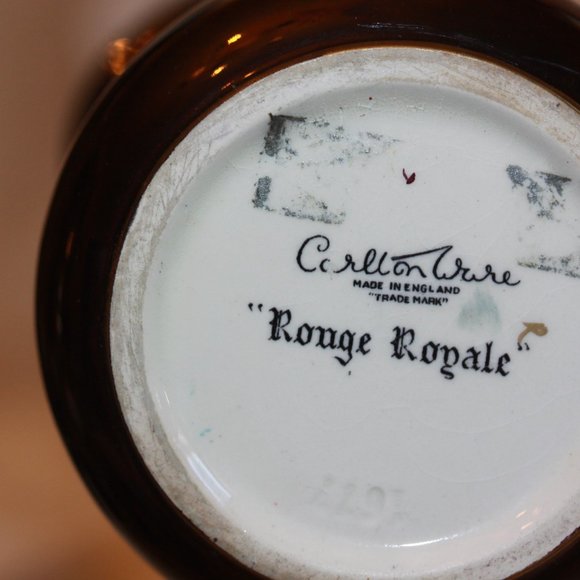 Carlton Ware
MADE IN ENGLAND
"TRADE MARK"
"Rouge Royale"